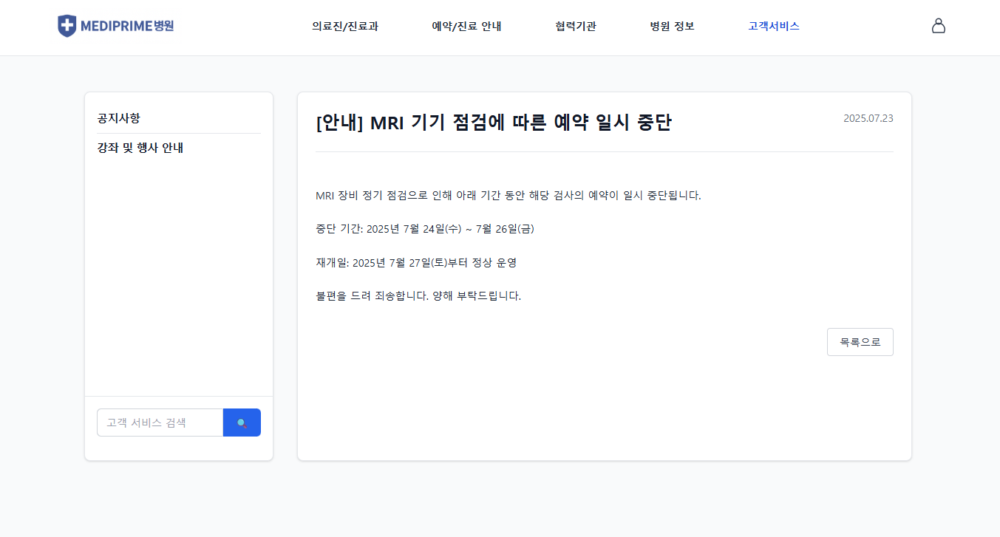 MEDIPRIME병원
의료진/진료과
예약/진료 안내
협력기관
병원 정보
고객서비스
공지사항
강좌 및 행사 안내
고객 서비스 검색
[안내] MRI 기기 점검에 따른 예약 일시 중단
2025.07.23
MRI 장비 정기 점검으로 인해 아래 기간 동안 해당 검사의 예약이 일시 중단됩니다.
중단 기간: 2025년 7월 24일(수) ~ 7월 26일(금)
재개일: 2025년 7월 27일(토)부터 정상 운영
불편을 드려 죄송합니다. 양해 부탁드립니다.
목록으로